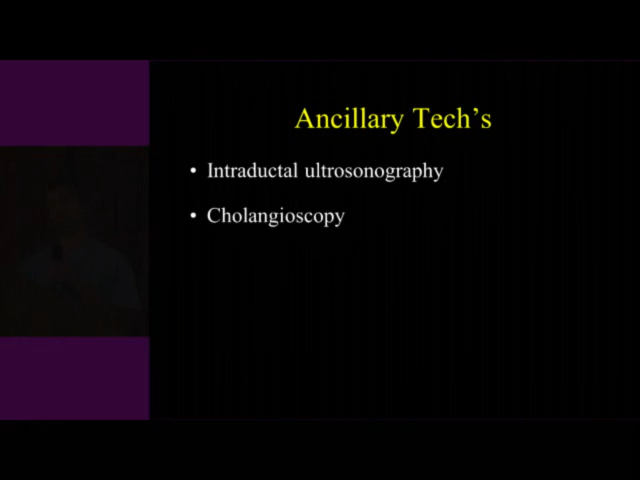 Ancillary Tech's
• Intraductal ultrosonography
• Cholangioscopy